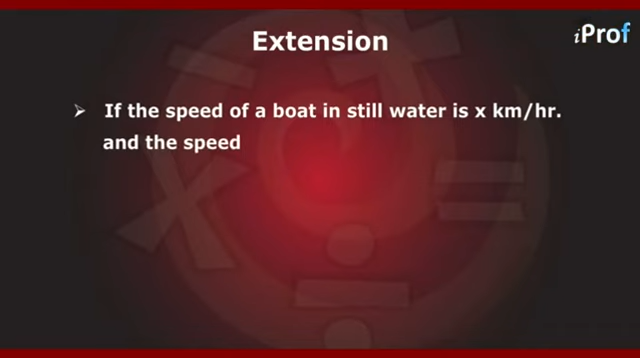 Extension
iProf
➢ If the speed of a boat in still water is x km/hr.
and the speed